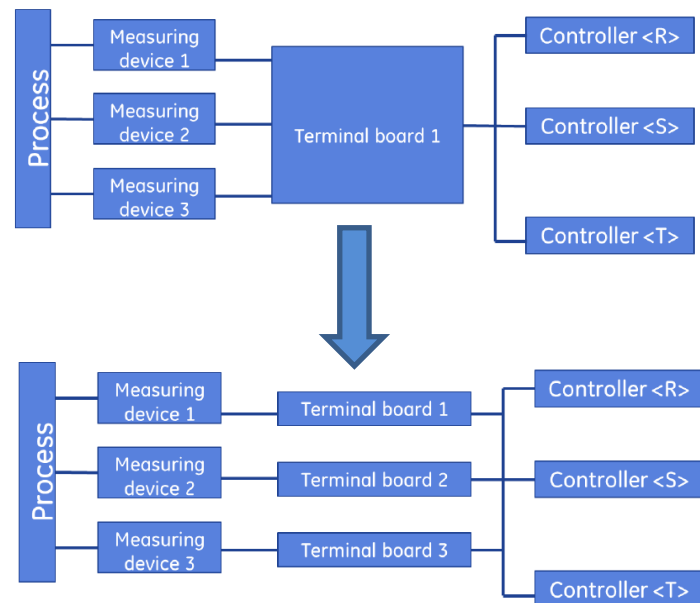 Process
Measuring
device 1
Measuring
device 2
Measuring
device 3
Terminal board 1
Controller <R>
Controller <S>
Controller <T>
Process
Measuring
device 1
Measuring
device 2
Measuring
device 3
Terminal board 1
Terminal board 2
Terminal board 3
Controller <R>
Controller <S>
Controller <T>